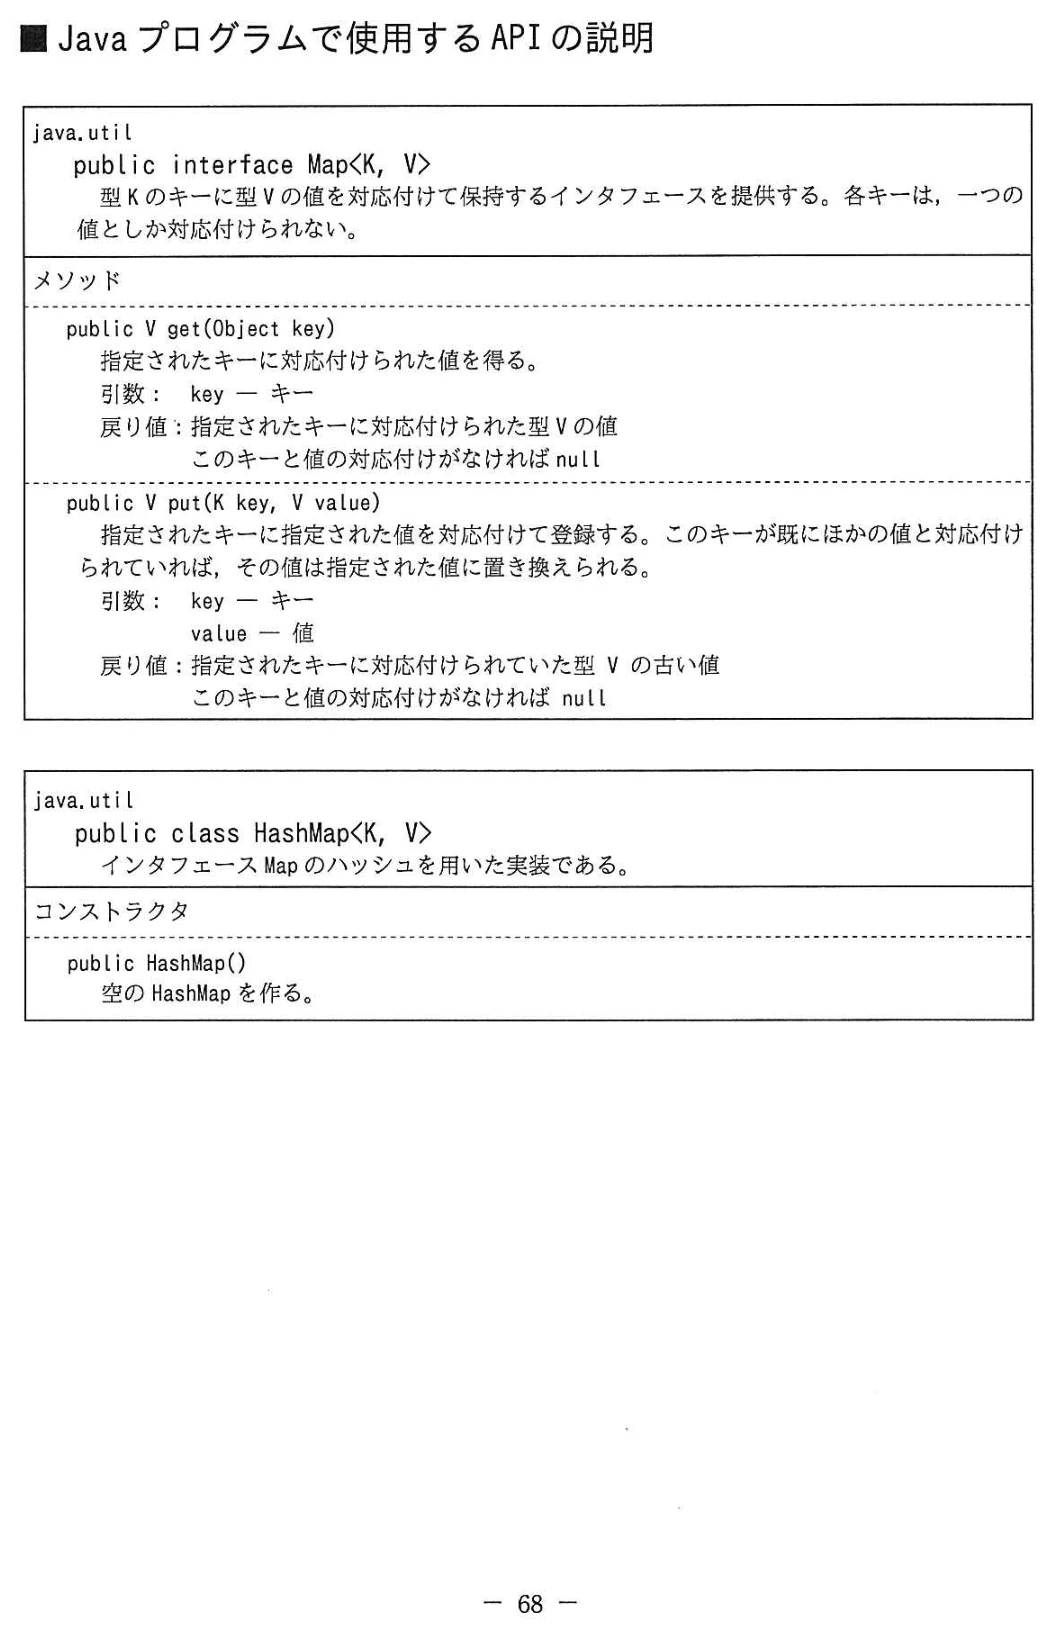 ■ Java プログラムで使用する API の説明
java.util
public interface Map<K, V>
型 K のキーに型 V の値を対応付けて保持するインタフェースを提供する。各キーは，一つの
値としか対応付けられない。
メソッド
public V get(Object key)
指定されたキーに対応付けられた値を得る。
引数： key － キー
戻り値：指定されたキーに対応付けられた型 V の値
このキーと値の対応付けがなければ null
public V put(K key, V value)
指定されたキーに指定された値を対応付けて登録する。このキーが既にほかの値と対応付け
られていれば，その値は指定された値に置き換えられる。
引数： key － キー
value － 値
戻り値：指定されたキーに対応付けられていた型 V の古い値
このキーと値の対応付けがなければ null
java.util
public class HashMap<K, V>
インタフェース Map のハッシュを用いた実装である。
コンストラクタ
public HashMap()
空の HashMap を作る。
－ 68 －